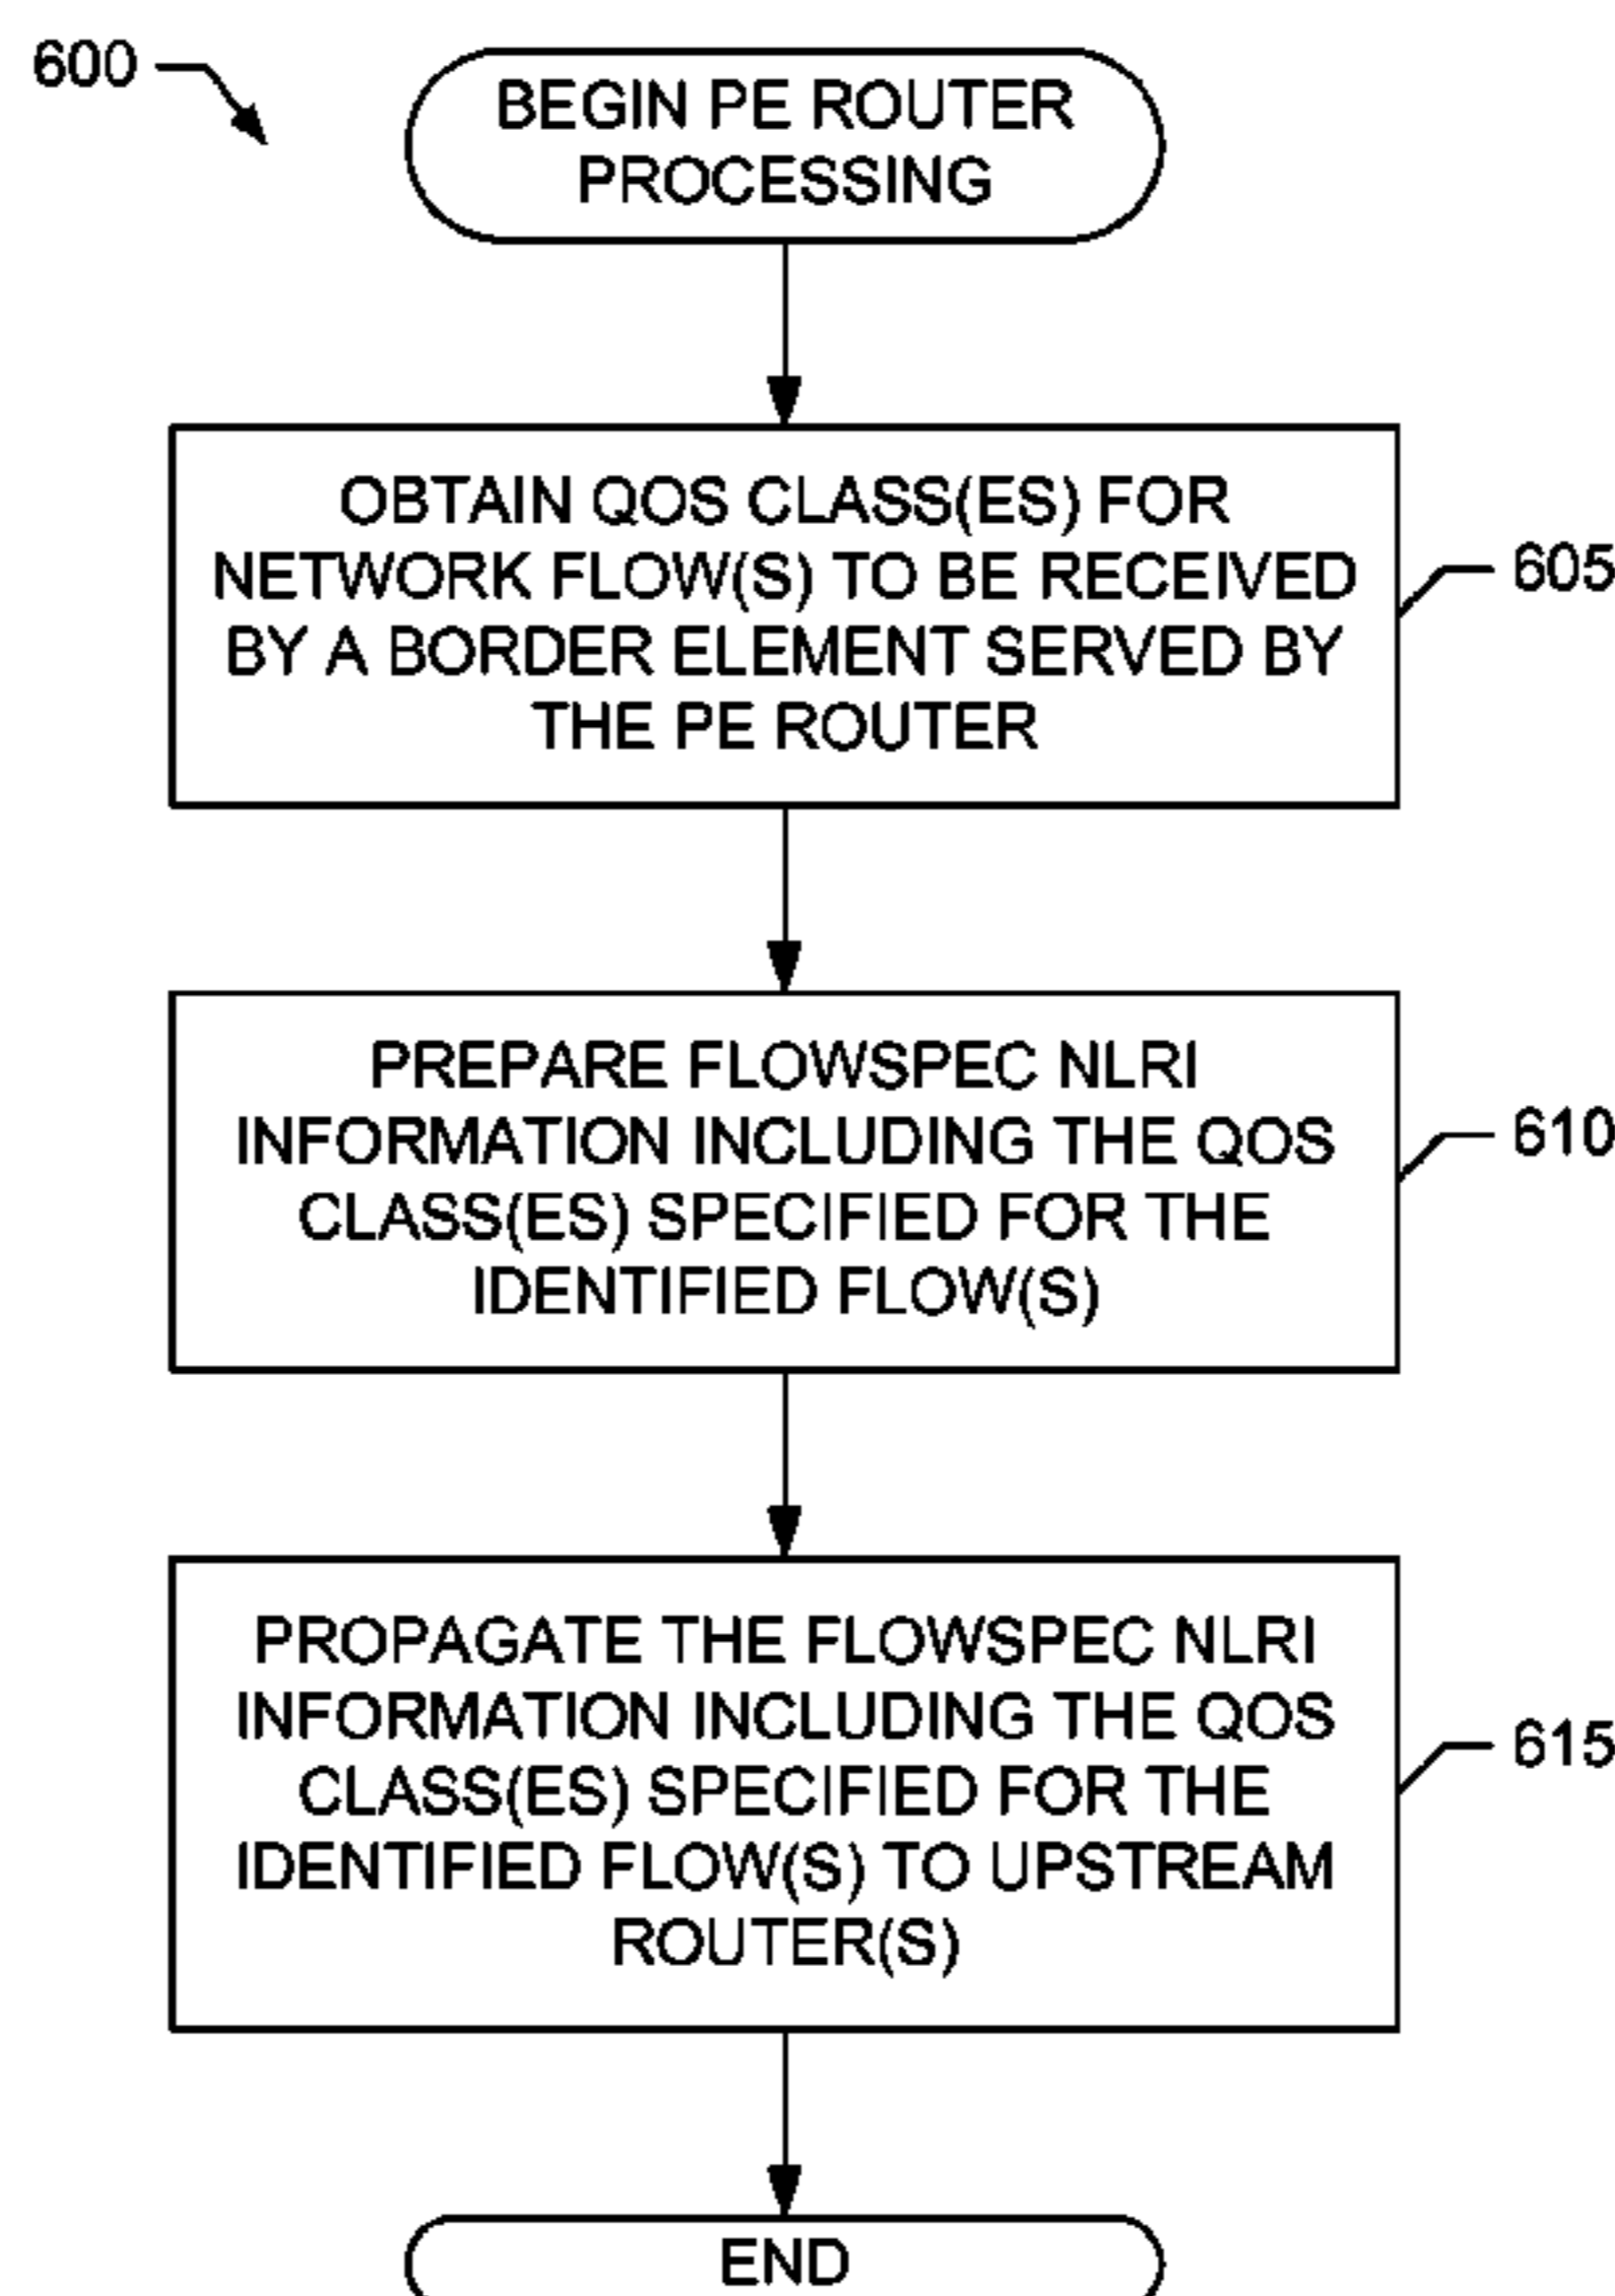 600
BEGIN PE ROUTER
PROCESSING
OBTAIN QOS CLASS(ES) FOR
NETWORK FLOW(S) TO BE RECEIVED
BY A BORDER ELEMENT SERVED BY
THE PE ROUTER
605
PREPARE FLOWSPEC NLRI
INFORMATION INCLUDING THE QOS
CLASS(ES) SPECIFIED FOR THE
IDENTIFIED FLOW(S)
610
PROPAGATE THE FLOWSPEC NLRI
INFORMATION INCLUDING THE QOS
CLASS(ES) SPECIFIED FOR THE
IDENTIFIED FLOW(S) TO UPSTREAM
ROUTER(S)
615
END